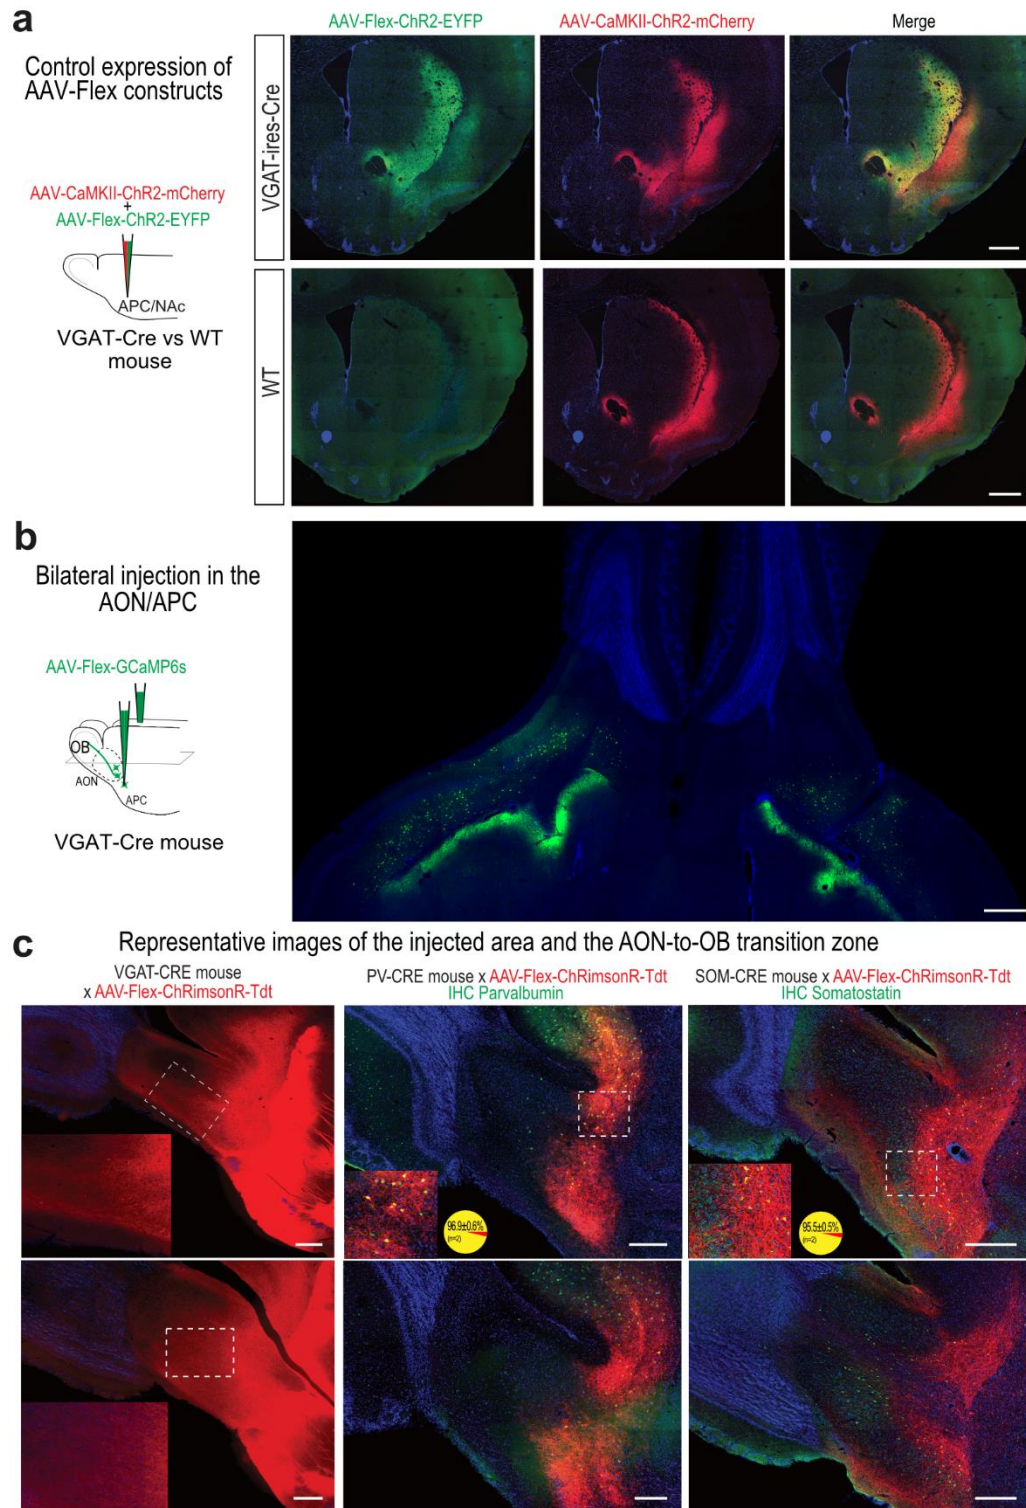 a
AAV-Flex-ChR2-EYFP
AAV-CaMKII-ChR2-mCherry
Merge
Control expression of
AAV-Flex constructs
AAV-CaMKII-ChR2-mCherry
+
AAV-Flex-ChR2-EYFP
APC/NAc
VGAT-Cre vs WT
mouse
VGAT-ires-Cre
WT
b
Bilateral injection in the
AON/APC
AAV-Flex-GCaMP6s
OB
AON
APC
VGAT-Cre mouse
c
Representative images of the injected area and the AON-to-OB transition zone
VGAT-CRE mouse
x AAV-Flex-ChRimsonR-Tdt
PV-CRE mouse x AAV-Flex-ChRimsonR-Tdt
IHC Parvalbumin
SOM-CRE mouse x AAV-Flex-ChRimsonR-Tdt
IHC Somatostatin
96.9±0.6%
(n=2)
95.5±0.5%
(n=2)